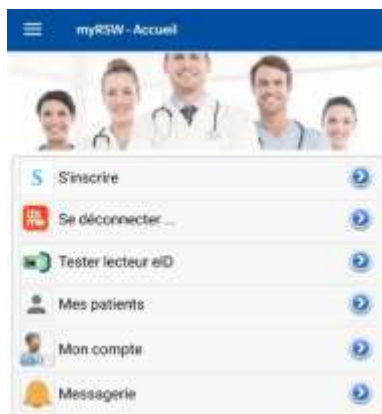 myRSW - Accueil
S S'inscrire
Se déconnecter ...
Tester lecteur eID
Mes patients
Mon compte
Messagerie